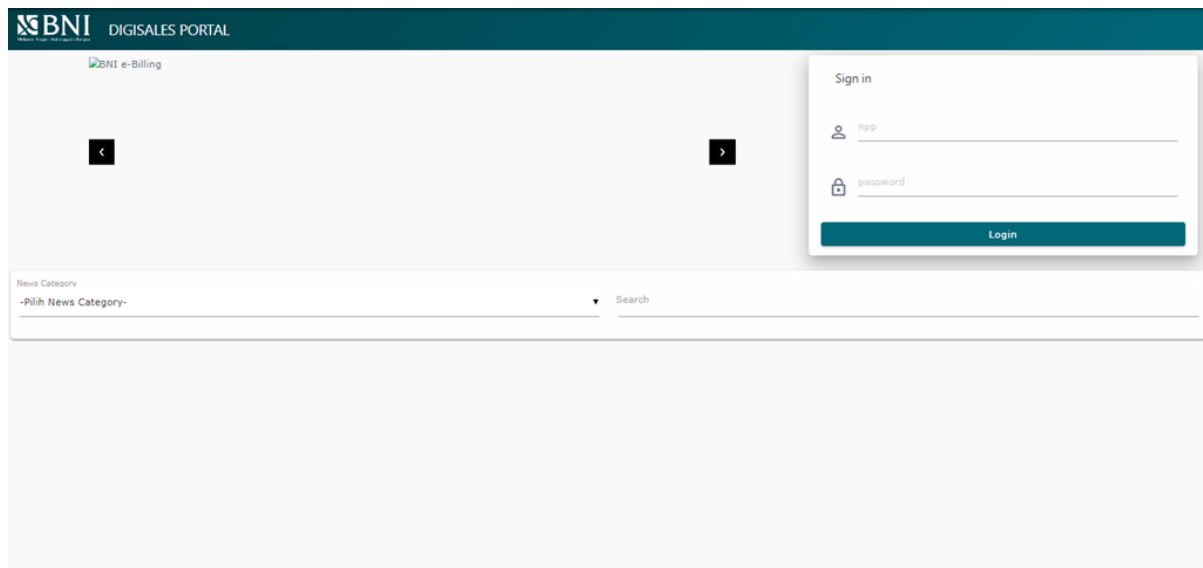 BNI
DIGISALES PORTAL
BNI e-Billing
Sign in
npp
password
Login
News Category
-Pilih News Category-
Search